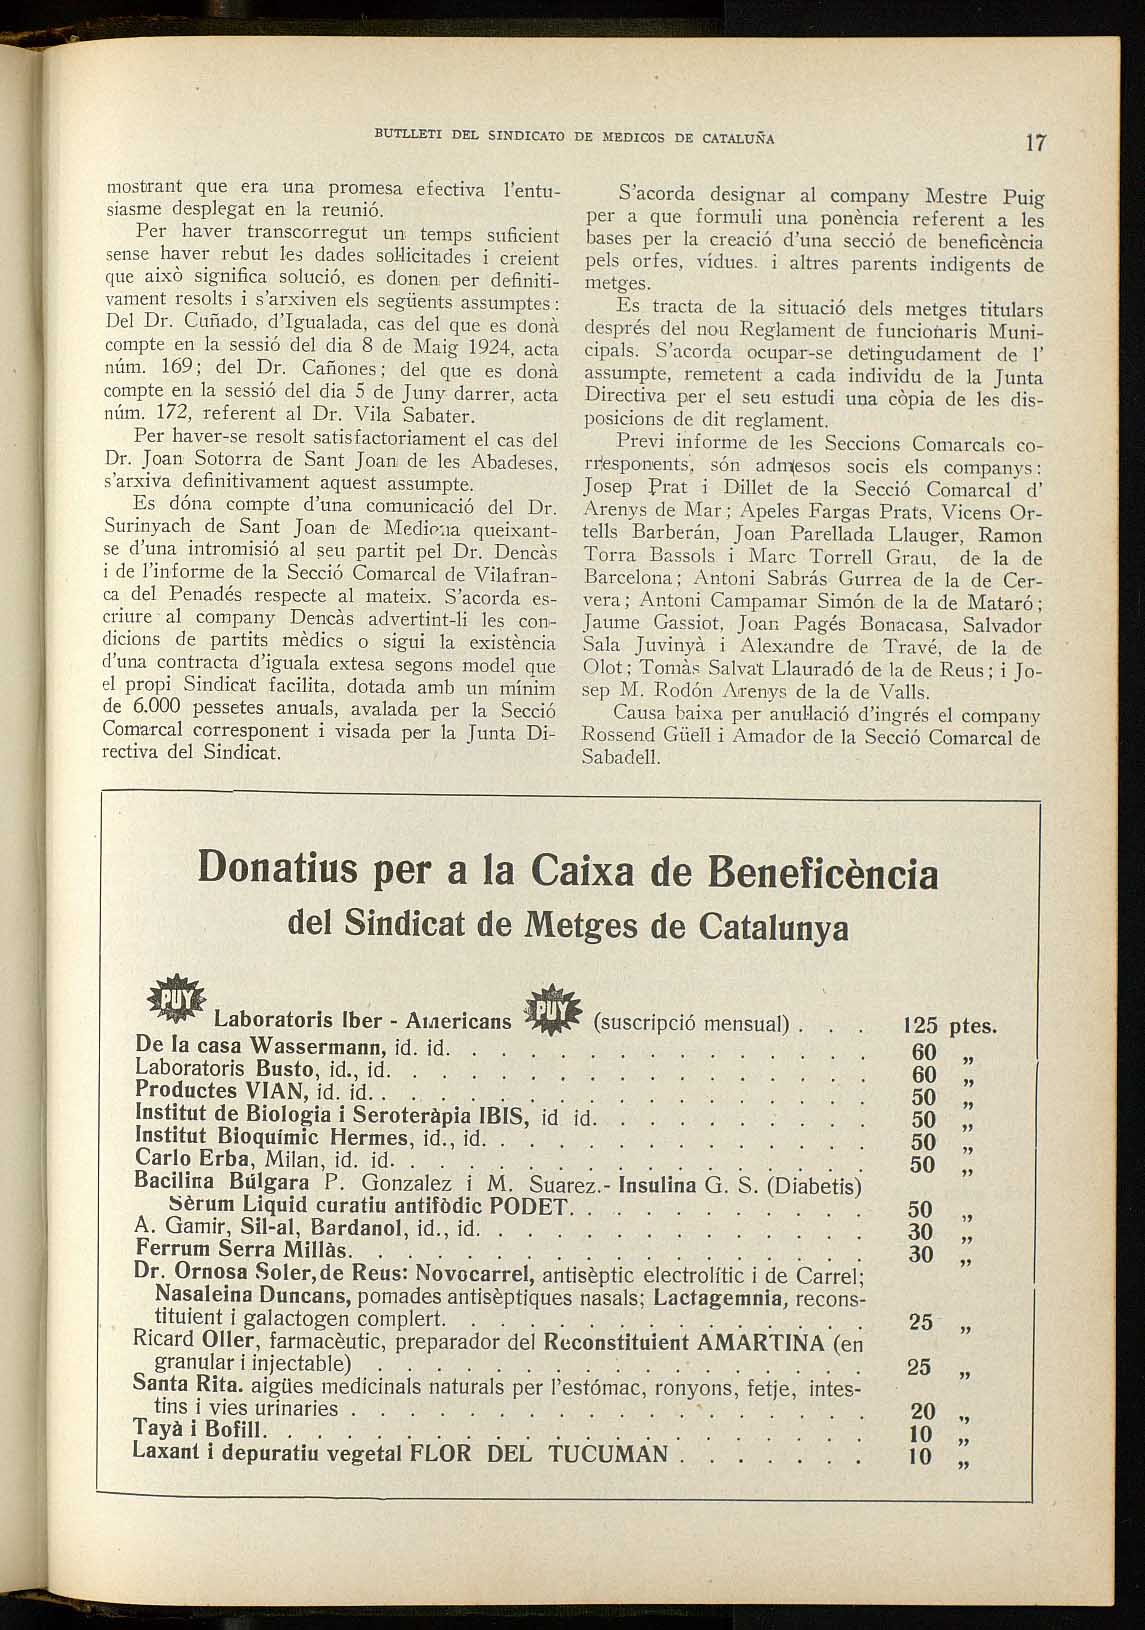 BUTLLETI DEL SINDICATO DE MEDICOS DE CATALUÑA
17
mostrant que era una promesa efectiva l'entu-
siasme desplegat en la reunió.
Per haver transcorregut un temps suficient
sense haver rebut les dades sol·licitades i creient
que això significa solució, es donen per definiti-
vament resolts i s'arxiven els següents assumptes:
Del Dr. Cuñado, d'Igualada, cas del que es donà
compte en la sessió del dia 8 de Maig 1924, acta
núm. 169; del Dr. Cañones; del que es donà
compte en la sessió del dia 5 de Juny darrer, acta
núm. 172, referent al Dr. Vila Sabater.
Per haver-se resolt satisfactoriament el cas del
Dr. Joan Sotorra de Sant Joan de les Abadeses,
s'arxiva definitivament aquest assumpte.
Es dóna compte d'una comunicació del Dr.
Surinyach de Sant Joan de Mediona queixant-
se d'una intromisió al seu partit pel Dr. Dencàs
i de l'informe de la Secció Comarcal de Vilafran-
ca del Penadés respecte al mateix. S'acorda es-
criure al company Dencàs advertint-li les con-
dicions de partits mèdics o sigui la existència
d'una contracta d'iguala extesa segons model que
el propi Sindicat facilita, dotada amb un mínim
de 6.000 pessetes anuals, avalada per la Secció
Comarcal corresponent i visada per la Junta Di-
rectiva del Sindicat.
S'acorda designar al company Mestre Puig
per a que formuli una ponència referent a les
bases per la creació d'una secció de beneficència
pels orfes, vídues. i altres parents indigents de
metges.
Es tracta de la situació dels metges titulars
després del nou Reglament de funcionaris Muni-
cipals. S'acorda ocupar-se detingudament de l'
assumpte, remetent a cada individu de la Junta
Directiva per el seu estudi una còpia de les dis-
posicions de dit reglament.
Previ informe de les Seccions Comarcals co-
rresponents, són admesos socis els companys:
Josep Prat i Dillet de la Secció Comarcal d'
Arenys de Mar; Apeles Fargas Prats, Vicens Or-
tells Barberán, Joan Parellada Llauger, Ramon
Torra Bassols i Marc Torrell Grau, de la de
Barcelona; Antoni Sabrás Gurrea de la de Cer-
vera; Antoni Campamar Simón de la de Mataró;
Jaume Gassiot, Joan Pagés Bonacasa, Salvador
Sala Juvinyà i Alexandre de Travé, de la de
Olot; Tomàs Salvat Llauradó de la de Reus; i Jo-
sep M. Rodón Arenys de la de Valls.
Causa baixa per anul·lació d'ingrés el company
Rossend Güell i Amador de la Secció Comarcal de
Sabadell.
Donatius per a la Caixa de Beneficència
del Sindicat de Metges de Catalunya
PUY Laboratoris Iber - Americans PUY (suscripció mensual) . . . 125 ptes.
De la casa Wassermann, id. id. . . . . . . . . . . . . . . . 60 „
Laboratoris Busto, id., id. . . . . . . . . . . . . . . . . . 60 „
Productes VIAN, id. id. . . . . . . . . . . . . . . . . . . 50 „
Institut de Biologia i Seroteràpia IBIS, id id. . . . . . . . . . 50 „
Institut Bioquímic Hermes, id., id. . . . . . . . . . . . . . 50 „
Carlo Erba, Milan, id. id. . . . . . . . . . . . . . . . . . 50 „
Bacilina Búlgara P. Gonzalez i M. Suarez.- Insulina G. S. (Diabetis)
Sèrum Liquid curatiu antifòdic PODET. . . . . . . . . . . 50 „
A. Gamir, Sil-al, Bardanol, id., id. . . . . . . . . . . . . . 30 „
Ferrum Serra Millàs. . . . . . . . . . . . . . . . . . . 30 „
Dr. Ornosa Soler, de Reus: Novocarrel, antisèptic electrolític i de Carrel;
Nasaleina Duncans, pomades antisèptiques nasals; Lactagemnia, recons-
tituient i galactogen complert. . . . . . . . . . . . . . . 25 „
Ricard Oller, farmacèutic, preparador del Reconstituient AMARTINA (en
granular i injectable) . . . . . . . . . . . . . . . . . 25 „
Santa Rita. aigües medicinals naturals per l'estómac, ronyons, fetje, intes-
tins i vies urinaries . . . . . . . . . . . . . . . . . . 20 „
Tayà i Bofill. . . . . . . . . . . . . . . . . . . . . 10 „
Laxant i depuratiu vegetal FLOR DEL TUCUMAN . . . . . . . 10 „